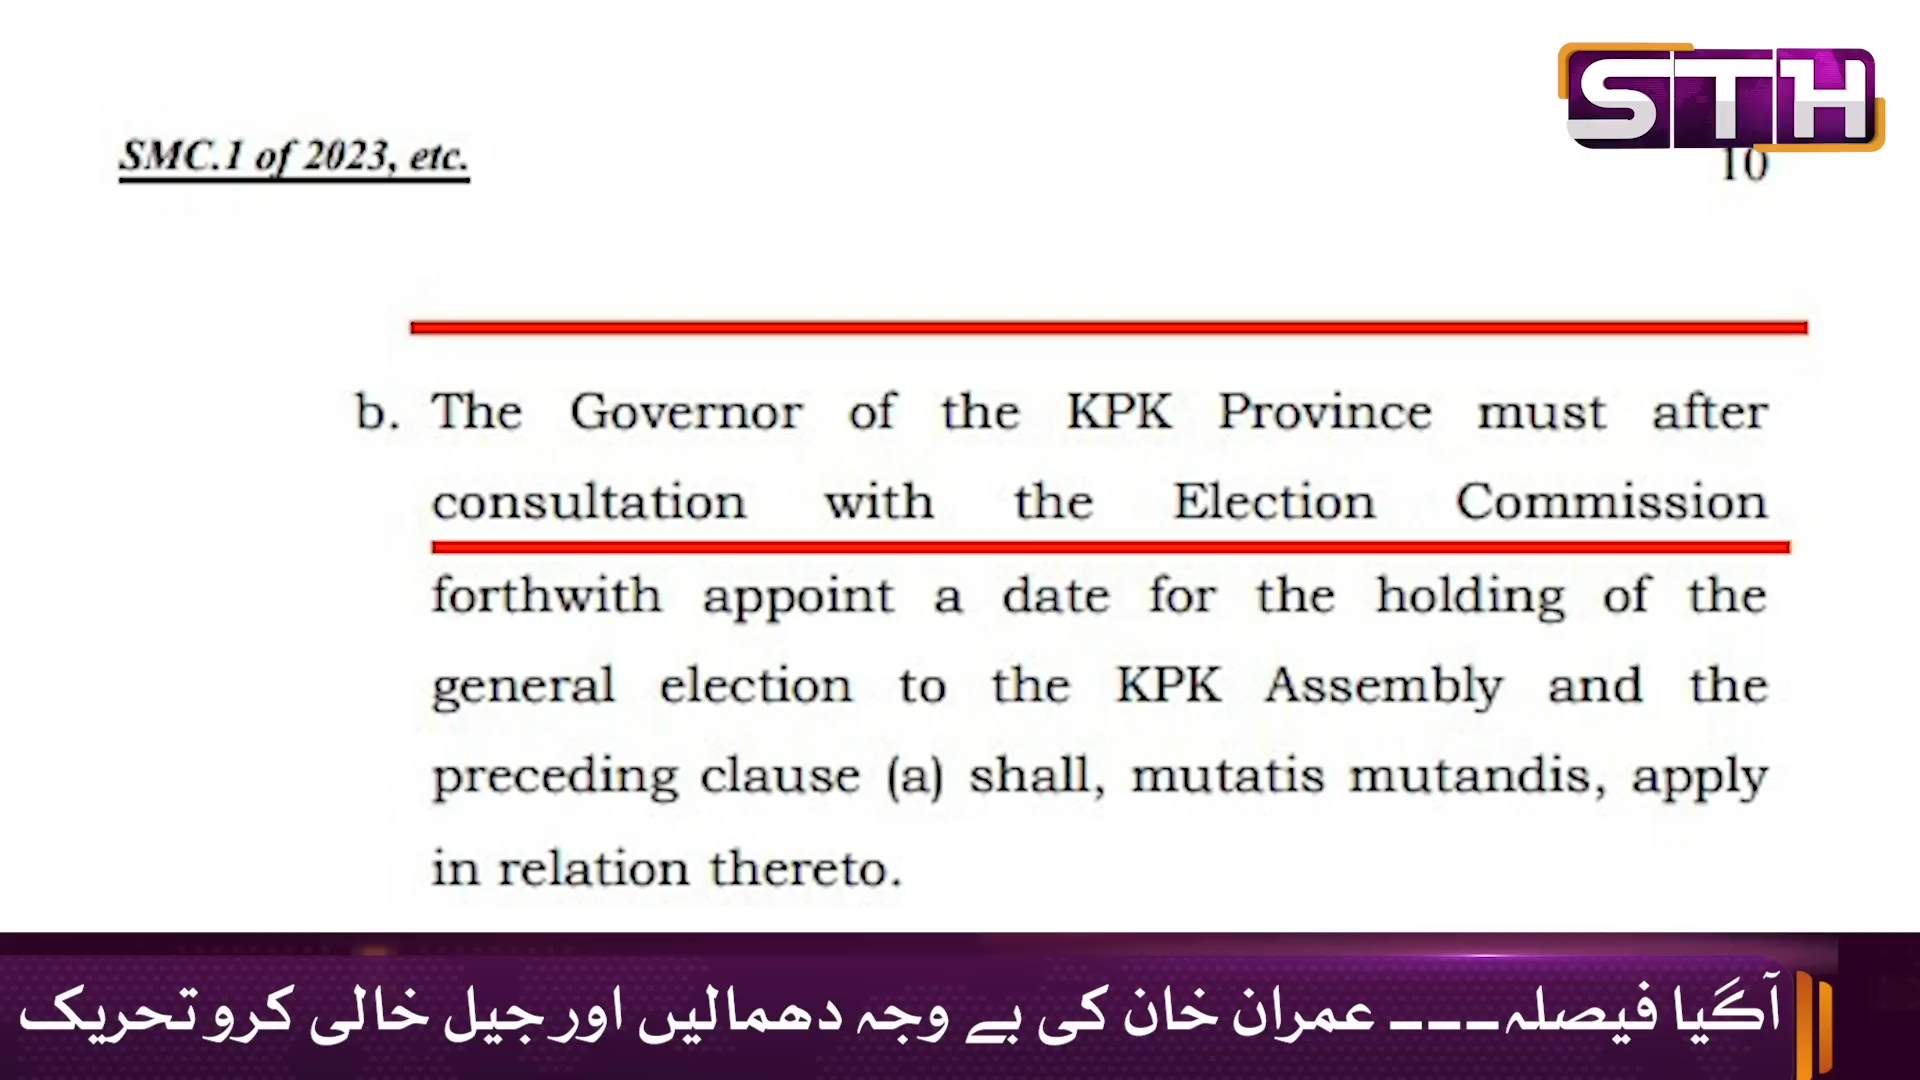 STH
SMC.1 of 2023, etc.
10
b. The Governor of the KPK Province must after
consultation with the Election Commission
forthwith appoint a date for the holding of the
general election to the KPK Assembly and the
preceding clause (a) shall, mutatis mutandis, apply
in relation thereto.
آگیا فیصلہ۔۔۔ عمران خان کی بے وجہ دھمالیں اور جیل خالی کرو تحریک